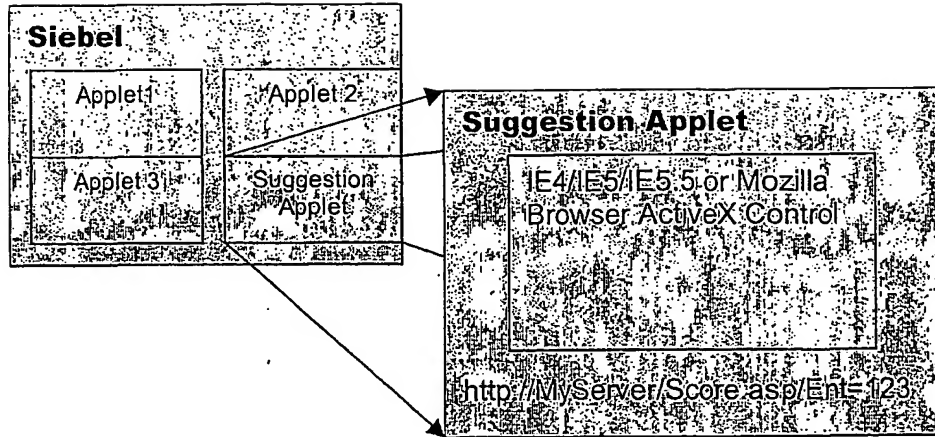 Siebel
Applet1
Applet 2
Applet 3
Suggestion
Applet
Suggestion Applet
IE4/IE5/IE5.5 or Mozilla
Browser ActiveX Control
http://MyServer/Score.asp/Ent=123